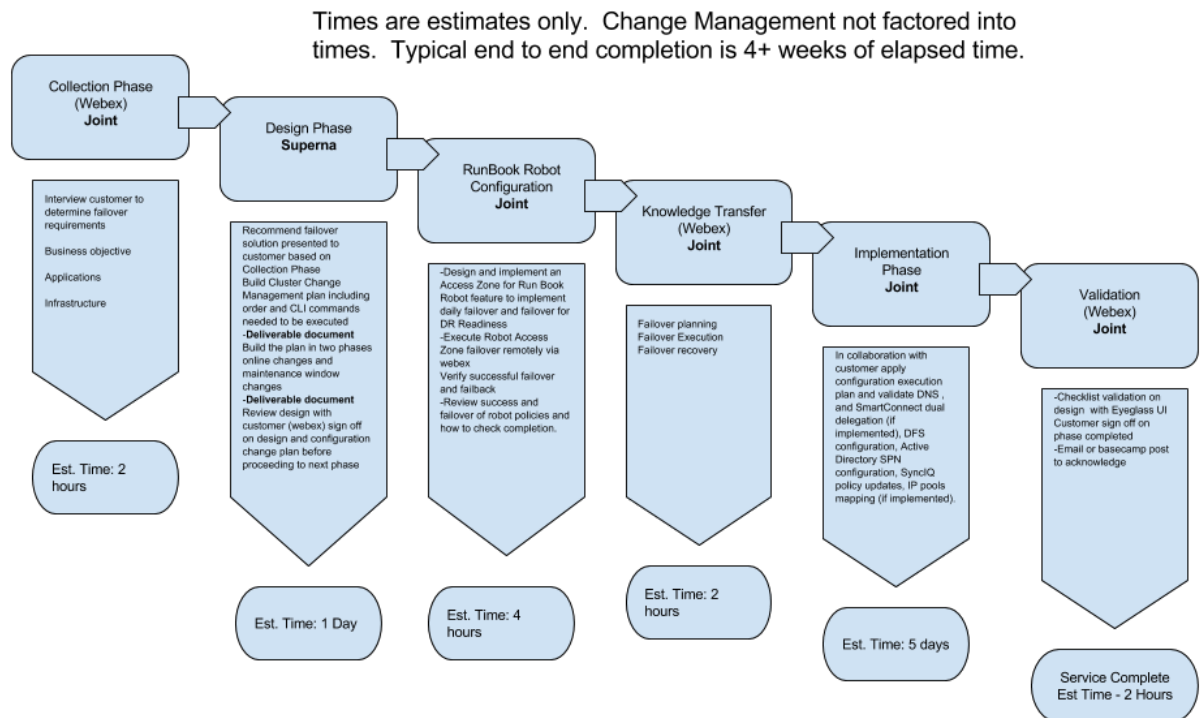 Times are estimates only.  Change Management not factored into
times.  Typical end to end completion is 4+ weeks of elapsed time.
Collection Phase
(Webex)
Joint
Interview customer to
determine failover
requirements
Business objective
Applications
Infrastructure
Est. Time: 2
hours
Design Phase
Superna
Recommend failover
solution presented to
customer based on
Collection Phase
Build Cluster Change
Management plan including
order and CLI commands
needed to be executed
-Deliverable document
Build the plan in two phases
online changes and
maintenance window
changes
-Deliverable document
Review design with
customer (webex) sign off
on design and configuration
change plan before
proceeding to next phase
Est. Time: 1 Day
RunBook Robot
Configuration
Joint
-Design and implement an
Access Zone for Run Book
Robot feature to implement
daily failover and failover for
DR Readiness
-Execute Robot Access
Zone failover remotely via
webex
Verify successful failover
and failback
-Review success and
failover of robot policies and
how to check completion.
Est. Time: 4
hours
Knowledge Transfer
(Webex)
Joint
Failover planning
Failover Execution
Failover recovery
Est. Time: 2
hours
Implementation
Phase
Joint
In collaboration with
customer apply
configuration execution
plan and validate DNS ,
and SmartConnect dual
delegation (if
implemented), DFS
configuration, Active
Directory SPN
configuration, SyncIQ
policy updates, IP pools
mapping (if implemented).
Est. Time: 5 days
Validation
(Webex)
Joint
-Checklist validation on
design  with Eyeglass UI
Customer sign off on
phase completed
-Email or basecamp post
to acknowledge
Service Complete
Est Time - 2 Hours